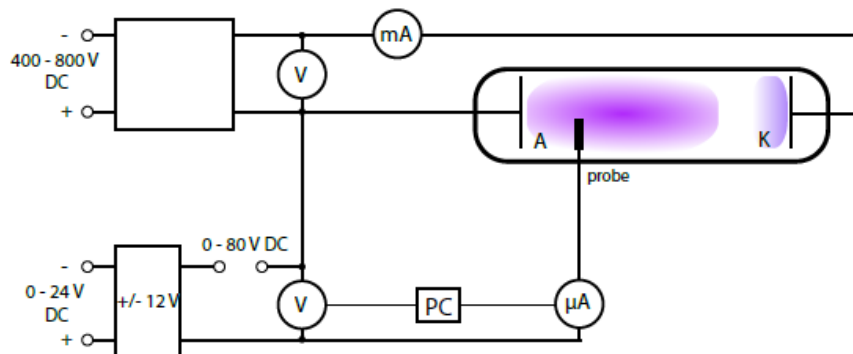 -
mA
400 - 800 V
DC
V
+
A
K
probe
0 - 80 V DC
-
0 - 24 V
DC
+/- 12 V
V
PC
µA
+